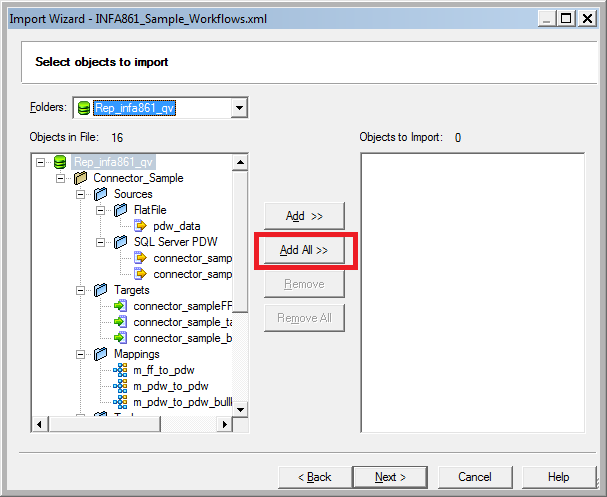 Import Wizard - INFA861_Sample_Workflows.xml
Select objects to import
Folders: Rep_infa861_qv
Objects in File: 16
Objects to Import: 0
Rep_infa861_qv
Connector_Sample
Sources
FlatFile
pdw_data
SQL Server PDW
connector_samp
connector_samp
Targets
connector_sampleFF
connector_sample_ta
connector_sample_b
Mappings
m_ff_to_pdw
m_pdw_to_pdw
m_pdw_to_pdw_bull
Add >>
Add All >>
Remove
Remove All
< Back
Next >
Cancel
Help